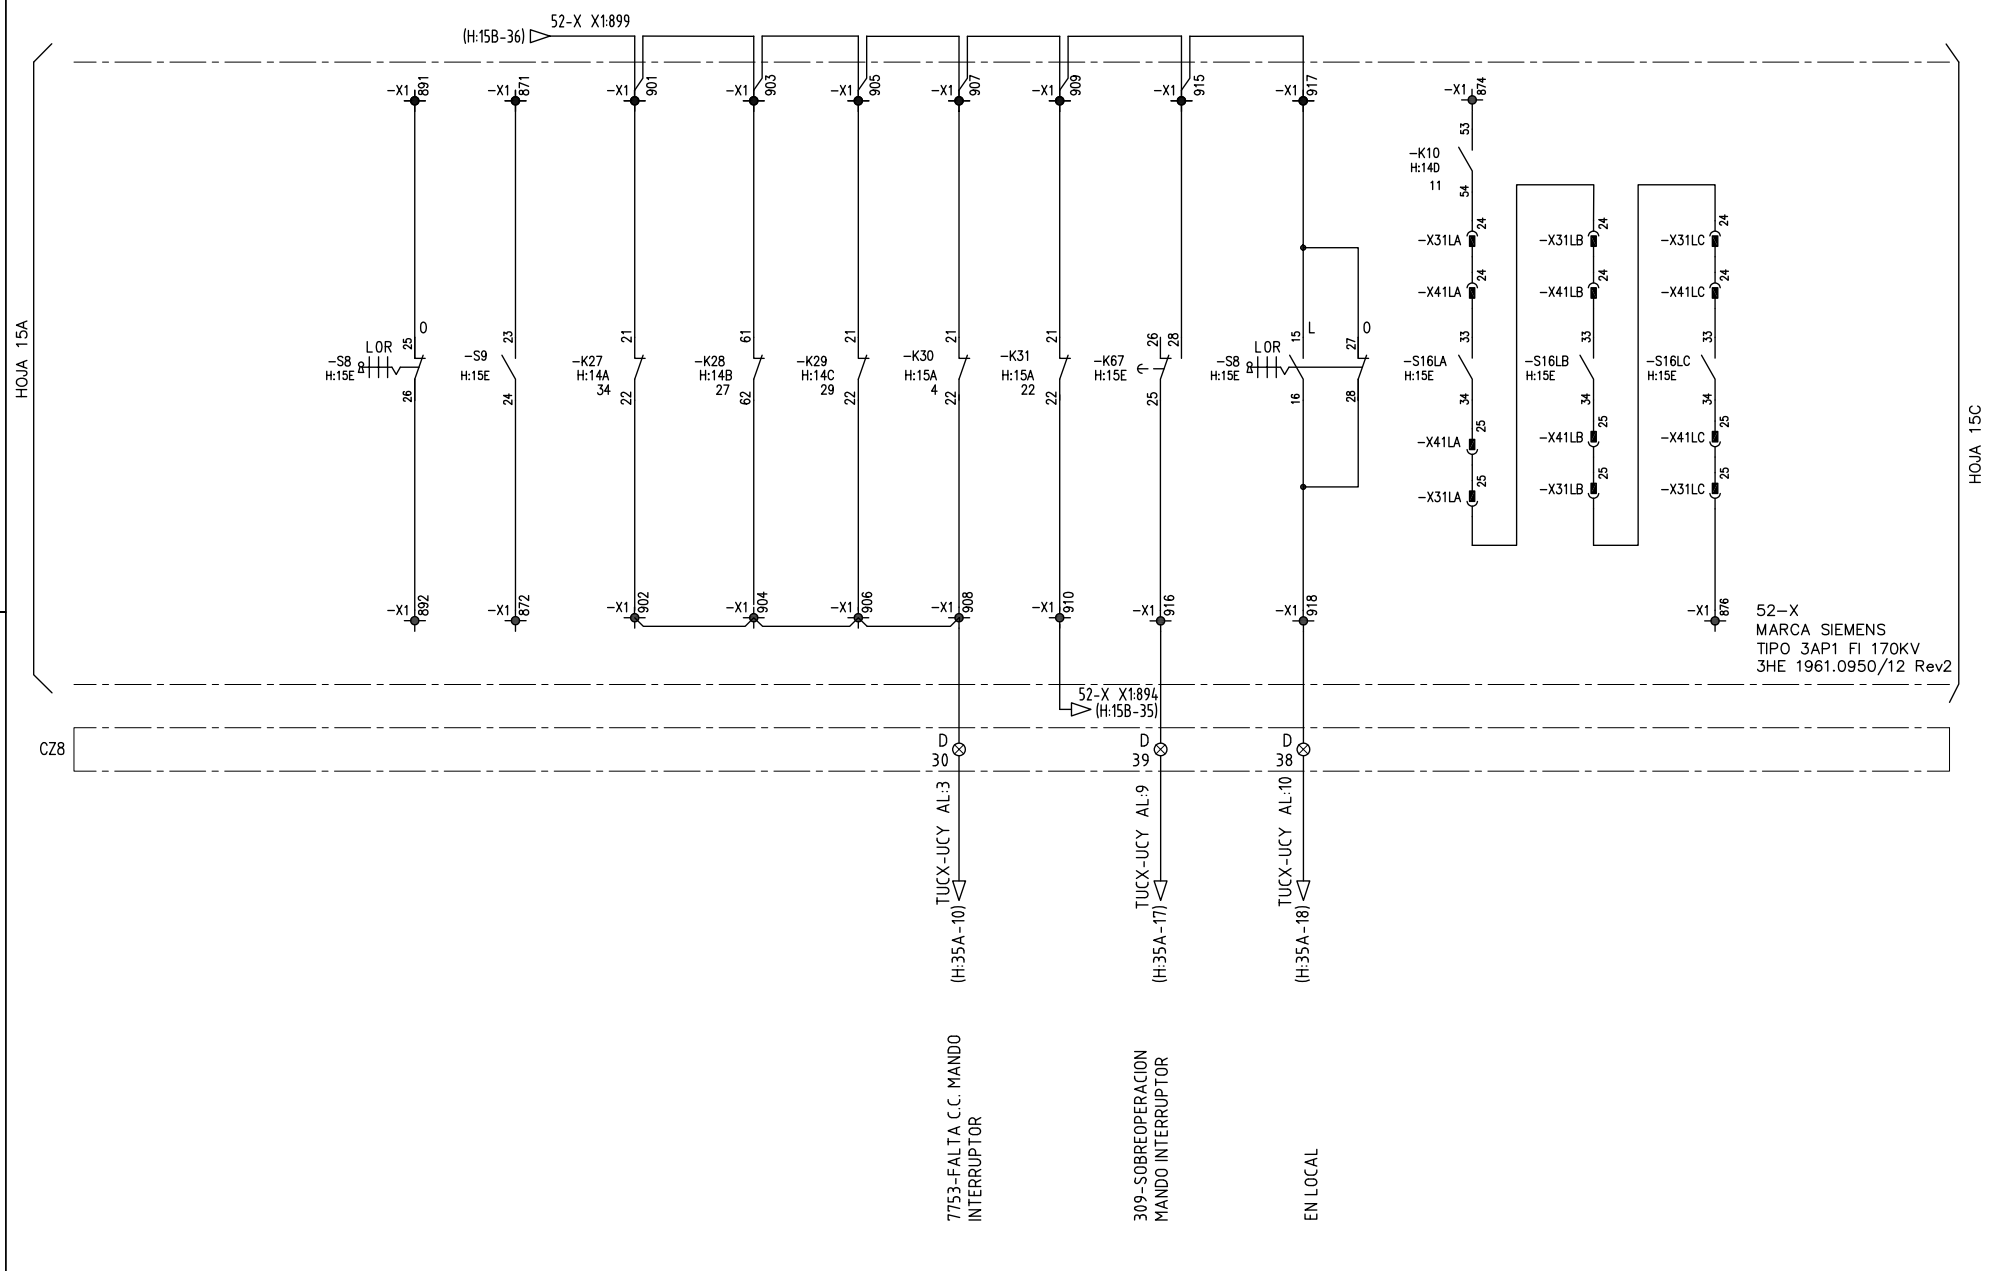 52-X X1:899
(H:15B-36)
HOJA 15A
HOJA 15C
-X1 891
-X1 871
-X1 901
-X1 903
-X1 905
-X1 907
-X1 909
-X1 915
-X1 917
-X1 874
53
-K10
H:14D
11
54
24
-X31LA
24
-X41LA
24
-X31LB
24
-X41LB
24
-X31LC
24
-X41LC
25
O
LOR
-S8
H:15E
26
23
-S9
H:15E
24
21
-K27
H:14A
34
22
61
-K28
H:14B
27
62
21
-K29
H:14C
29
22
21
-K30
H:15A
4
22
21
-K31
H:15A
22
22
26
28
-K67
H:15E
25
15
L
27
O
LOR
-S8
H:15E
16
28
33
-S16LA
H:15E
34
33
-S16LB
H:15E
34
33
-S16LC
H:15E
34
25
-X41LA
25
-X31LA
25
-X41LB
25
-X31LB
25
-X41LC
25
-X31LC
-X1 892
-X1 872
-X1 902
-X1 904
-X1 906
-X1 908
-X1 910
-X1 916
-X1 918
-X1 876
52-X
MARCA SIEMENS
TIPO 3AP1 FI 170KV
3HE 1961.0950/12 Rev2
52-X X1:894
(H:15B-35)
CZ8
D
30
D
39
D
38
TUCX-UCY AL:3
(H:35A-10)
TUCX-UCY AL:9
(H:35A-17)
TUCX-UCY AL:10
(H:35A-18)
7753-FALTA C.C. MANDO
INTERRUPTOR
309-SOBREOPERACION
MANDO INTERRUPTOR
EN LOCAL